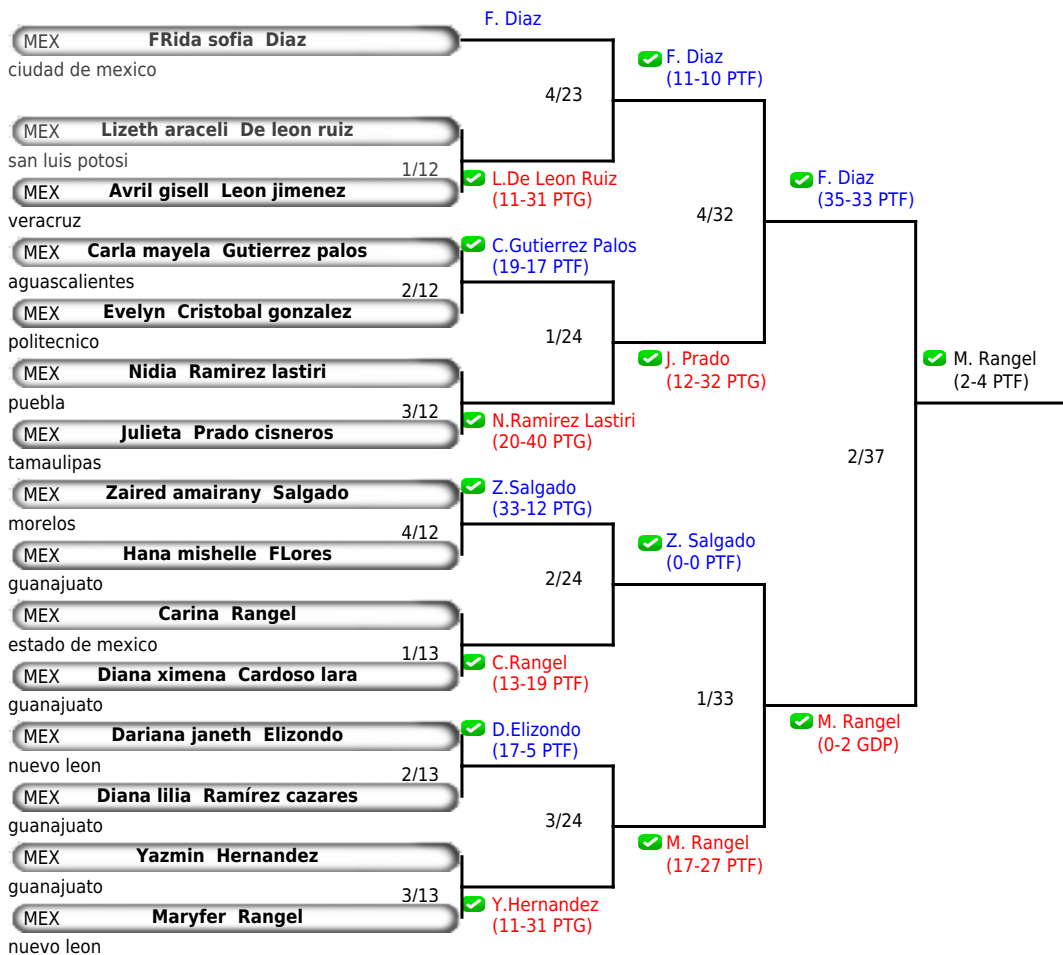 F. Diaz
MEX FRida sofia Diaz
ciudad de mexico
F. Diaz
(11-10 PTF)
4/23
MEX Lizeth araceli De leon ruiz
san luis potosi
1/12
L.De Leon Ruiz
(11-31 PTG)
MEX Avril gisell Leon jimenez
veracruz
F. Diaz
(35-33 PTF)
4/32
MEX Carla mayela Gutierrez palos
C.Gutierrez Palos
(19-17 PTF)
aguascalientes
2/12
MEX Evelyn Cristobal gonzalez
politecnico
1/24
J. Prado
(12-32 PTG)
M. Rangel
(2-4 PTF)
MEX Nidia Ramirez lastiri
puebla
3/12
N.Ramirez Lastiri
(20-40 PTG)
MEX Julieta Prado cisneros
tamaulipas
2/37
MEX Zaired amairany Salgado
Z.Salgado
(33-12 PTG)
morelos
4/12
MEX Hana mishelle FLores
guanajuato
Z. Salgado
(0-0 PTF)
2/24
MEX Carina Rangel
estado de mexico
1/13
C.Rangel
(13-19 PTF)
MEX Diana ximena Cardoso lara
guanajuato
1/33
M. Rangel
(0-2 GDP)
MEX Dariana janeth Elizondo
D.Elizondo
(17-5 PTF)
nuevo leon
2/13
MEX Diana lilia Ramírez cazares
guanajuato
3/24
M. Rangel
(17-27 PTF)
MEX Yazmin Hernandez
guanajuato
3/13
Y.Hernandez
(11-31 PTG)
MEX Maryfer Rangel
nuevo leon